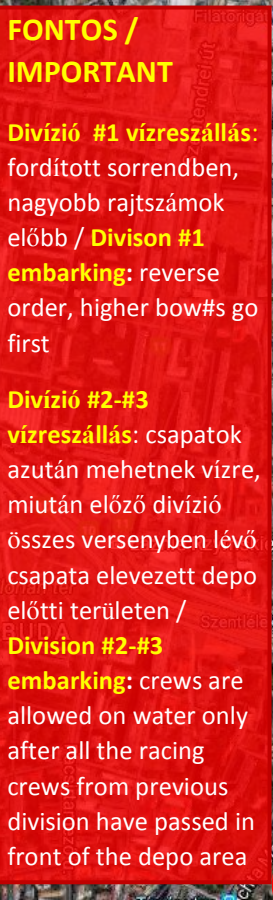 Filatorigát
FONTOS /
IMPORTANT
Divízió #1 vízreszállás:
fordított sorrendben,
nagyobb rajtszámok
előbb / Divison #1
embarking: reverse
order, higher bow#s go
first
Divízió #2-#3
vízreszállás: csapatok
azután mehetnek vízre,
miután előző divízió
összes versenyben lévő
csapata elevezett depo
előtti területen /
Division #2-#3
embarking: crews are
allowed on water only
after all the racing
crews from previous
division have passed in
front of the depo area
BUDA